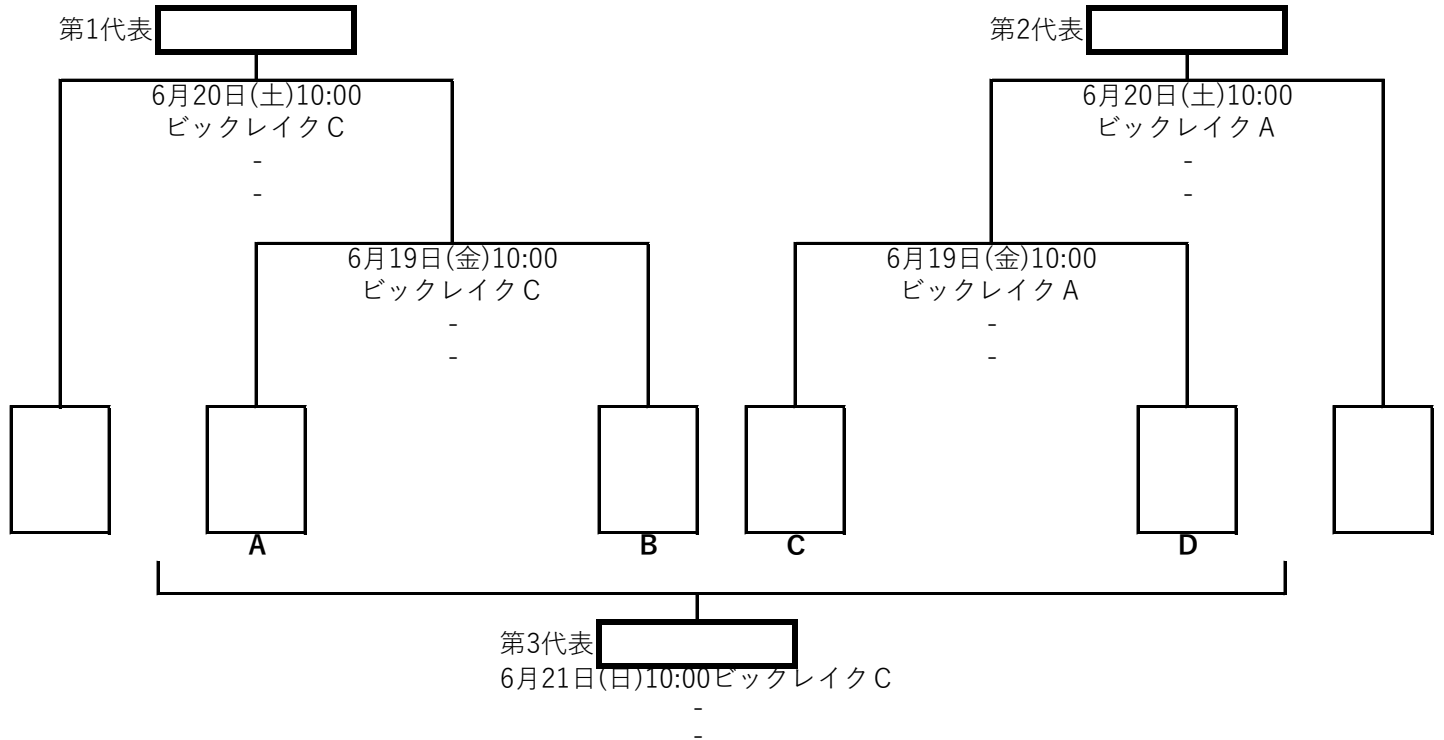 第1代表
第2代表
6月20日(土)10:00
ビックレイクC
-
-
6月20日(土)10:00
ビックレイクA
-
-
6月19日(金)10:00
ビックレイクC
-
-
6月19日(金)10:00
ビックレイクA
-
-
A
B
C
D
第3代表
6月21日(日)10:00ビックレイクC
-
-